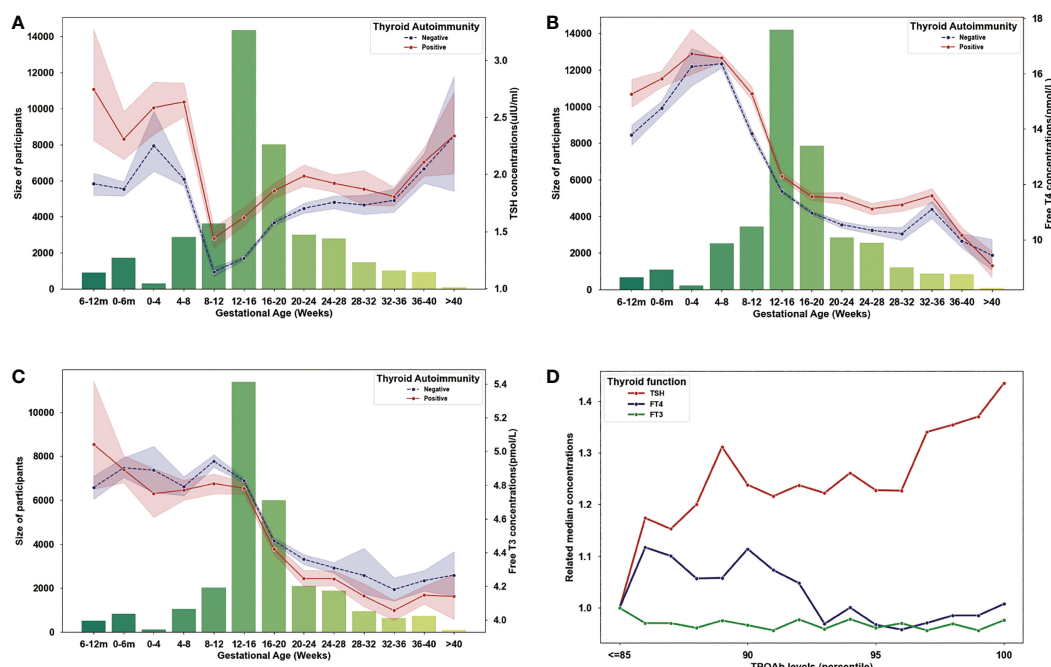 A
Thyroid Autoimmunity
Negative
Positive
14000
12000
10000
8000
6000
4000
2000
0
Size of participants
3.0
2.5
2.0
1.5
1.0
TSH concentrations(uIU/ml)
6-12m 0-6m 0-4 4-8 8-12 12-16 16-20 20-24 24-28 28-32 32-36 36-40 >40
Gestational Age (Weeks)
B
Thyroid Autoimmunity
Negative
Positive
14000
12000
10000
8000
6000
4000
2000
0
Size of participants
18
16
14
12
10
Free T4 concentrations(pmol/L)
6-12m 0-6m 0-4 4-8 8-12 12-16 16-20 20-24 24-28 28-32 32-36 36-40 >40
Gestational Age (Weeks)
C
Thyroid Autoimmunity
Negative
Positive
10000
8000
6000
4000
2000
0
Size of participants
5.4
5.2
5.0
4.8
4.6
4.4
4.2
4.0
Free T3 concentrations(pmol/L)
6-12m 0-6m 0-4 4-8 8-12 12-16 16-20 20-24 24-28 28-32 32-36 36-40 >40
Gestational Age (Weeks)
D
Thyroid function
TSH
FT4
FT3
1.4
1.3
1.2
1.1
1.0
Related median concentrations
<=85 90 95 100
TPOAb levels (percentile)